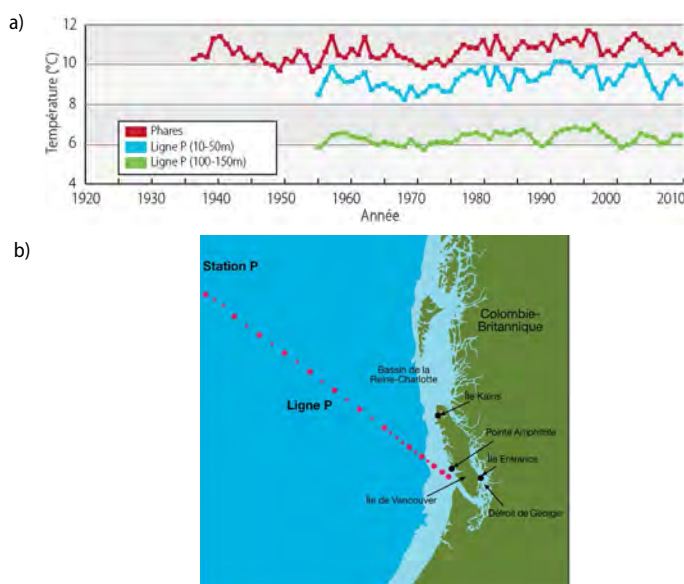 a)
12
10
8
6
4
Température (°C)
Phares
Ligne P (10-50m)
Ligne P (100-150m)
1920
1930
1940
1950
1960
1970
1980
1990
2000
2010
Année
b)
Station P
Colombie-
Britannique
Bassin de la
Reine-Charlotte
Île Kains
Ligne P
Pointe Amphitrite
Île Entrance
Île de Vancouver
Détroit de Georgie